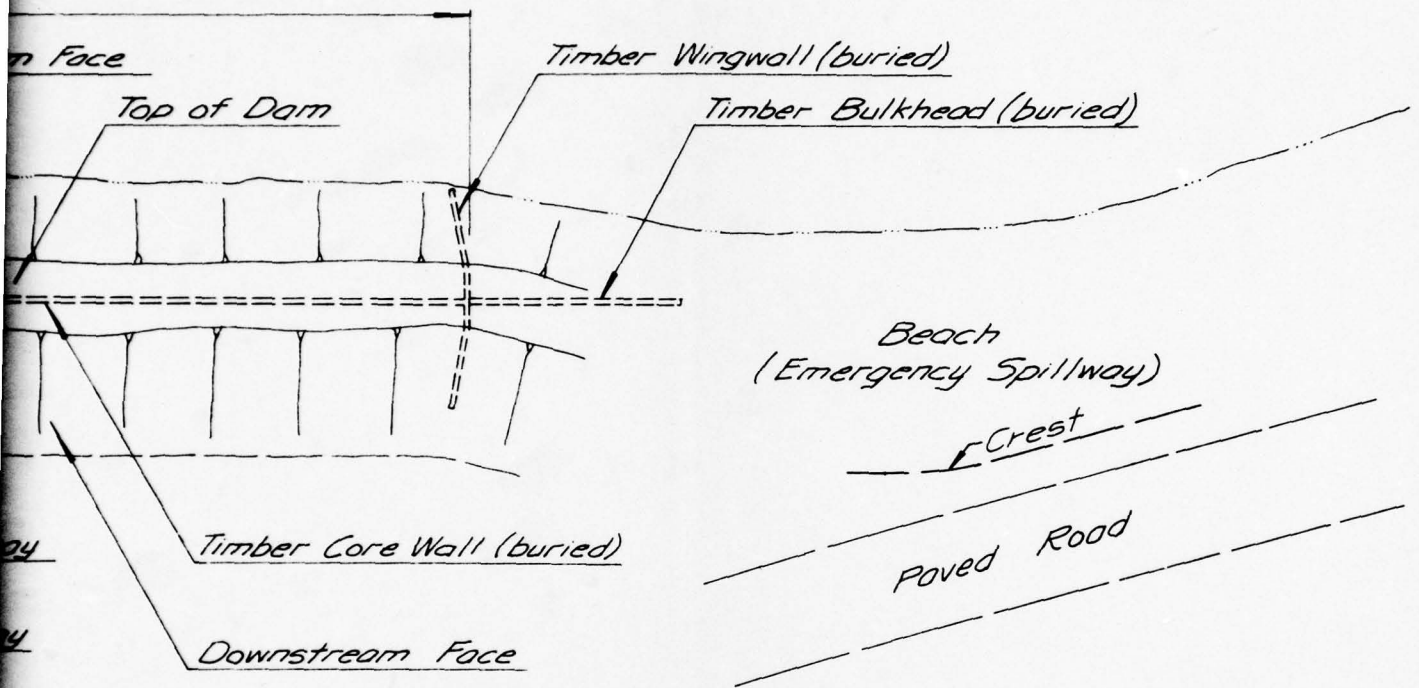 Face
Timber Wingwall (buried)
Top of Dam
Timber Bulkhead (buried)
Beach
(Emergency Spillway)
Crest
Paved Road
Timber Core Wall (buried)
Downstream Face